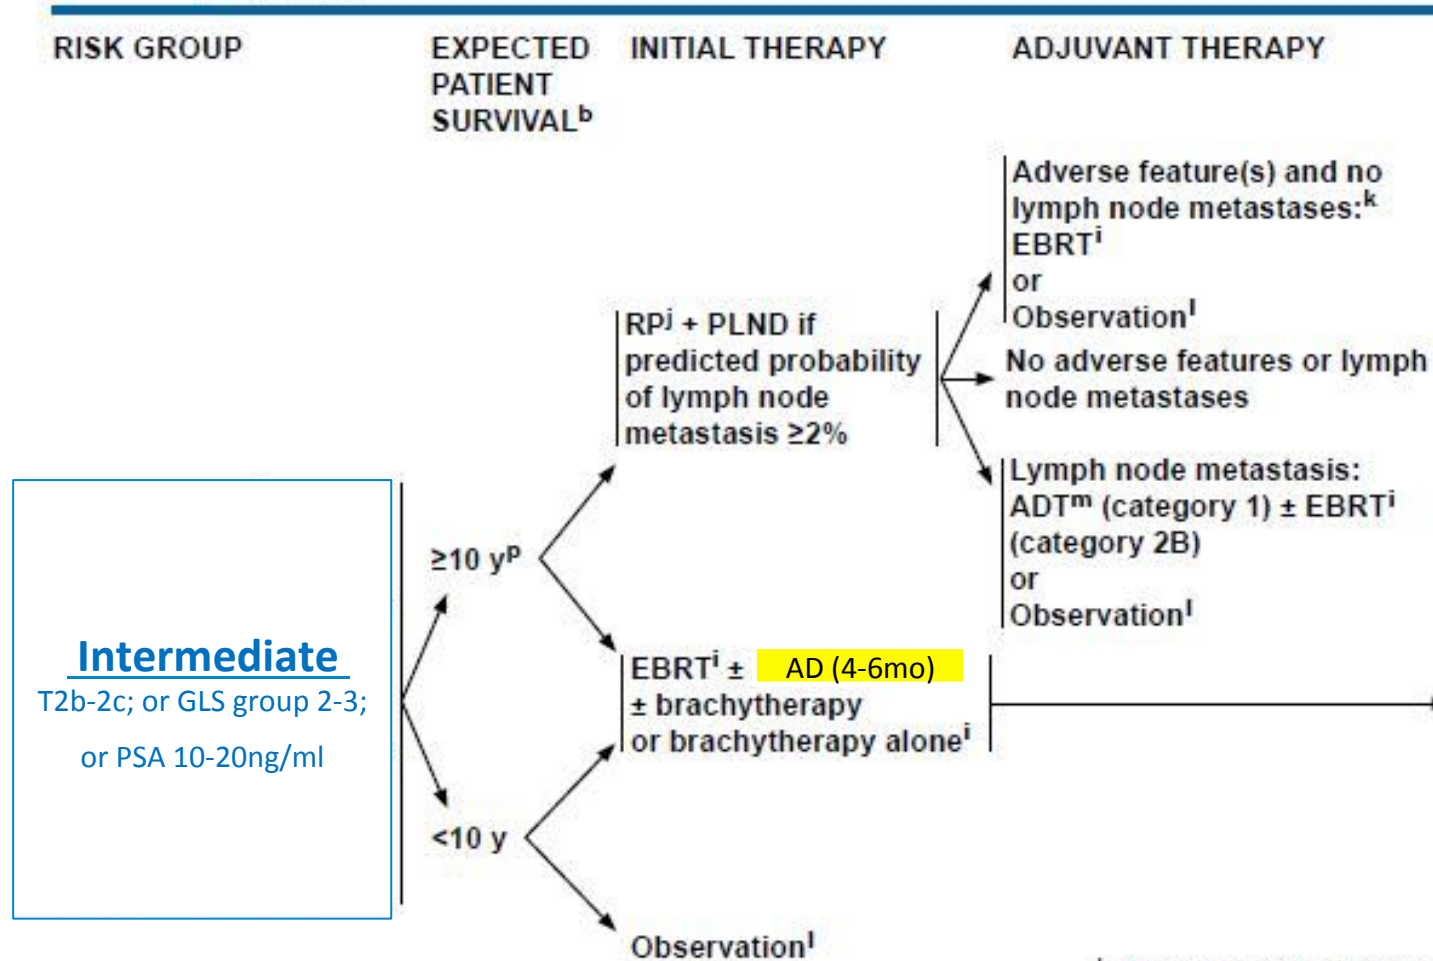 RISK GROUP
EXPECTED
PATIENT
SURVIVALᵇ
INITIAL THERAPY
ADJUVANT THERAPY
Intermediate
T2b-2c; or GLS group 2-3;
or PSA 10-20ng/ml
≥10 yᵖ
<10 y
RPʲ + PLND if
predicted probability
of lymph node
metastasis ≥2%
EBRTⁱ ± AD (4-6mo)
± brachytherapy
or brachytherapy aloneⁱ
Observationˡ
Adverse feature(s) and no
lymph node metastases:ᵏ
EBRTⁱ
or
Observationˡ
No adverse features or lymph
node metastases
Lymph node metastasis:
ADTᵐ (category 1) ± EBRTⁱ
(category 2B)
or
Observationˡ